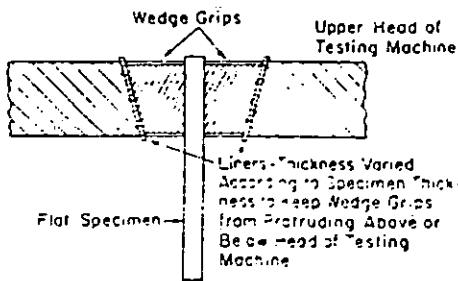 Wedge Grips
Upper Head of
Testing Machine
Liners-Thickness Varied
According to Specimen Thick-
ness to Keep Wedge Grips
from Protruding Above or
Below Head of Testing
Machine
Flat Specimen